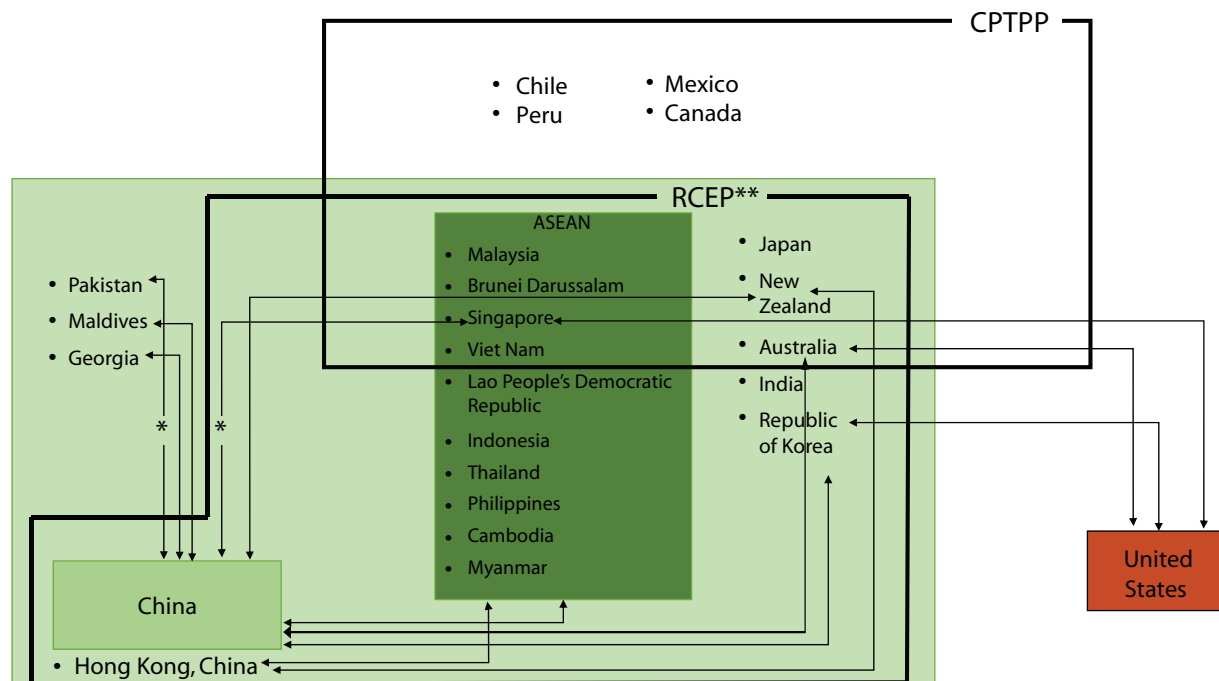 CPTPP
• Chile
• Mexico
• Peru
• Canada
RCEP**
ASEAN
• Malaysia
• Brunei Darussalam
• Singapore
• Viet Nam
• Lao People's Democratic
Republic
• Indonesia
• Thailand
• Philippines
• Cambodia
• Myanmar
• Japan
• New
Zealand
• Australia
• India
• Republic
of Korea
• Pakistan
• Maldives
• Georgia
*
*
China
• Hong Kong, China
United
States